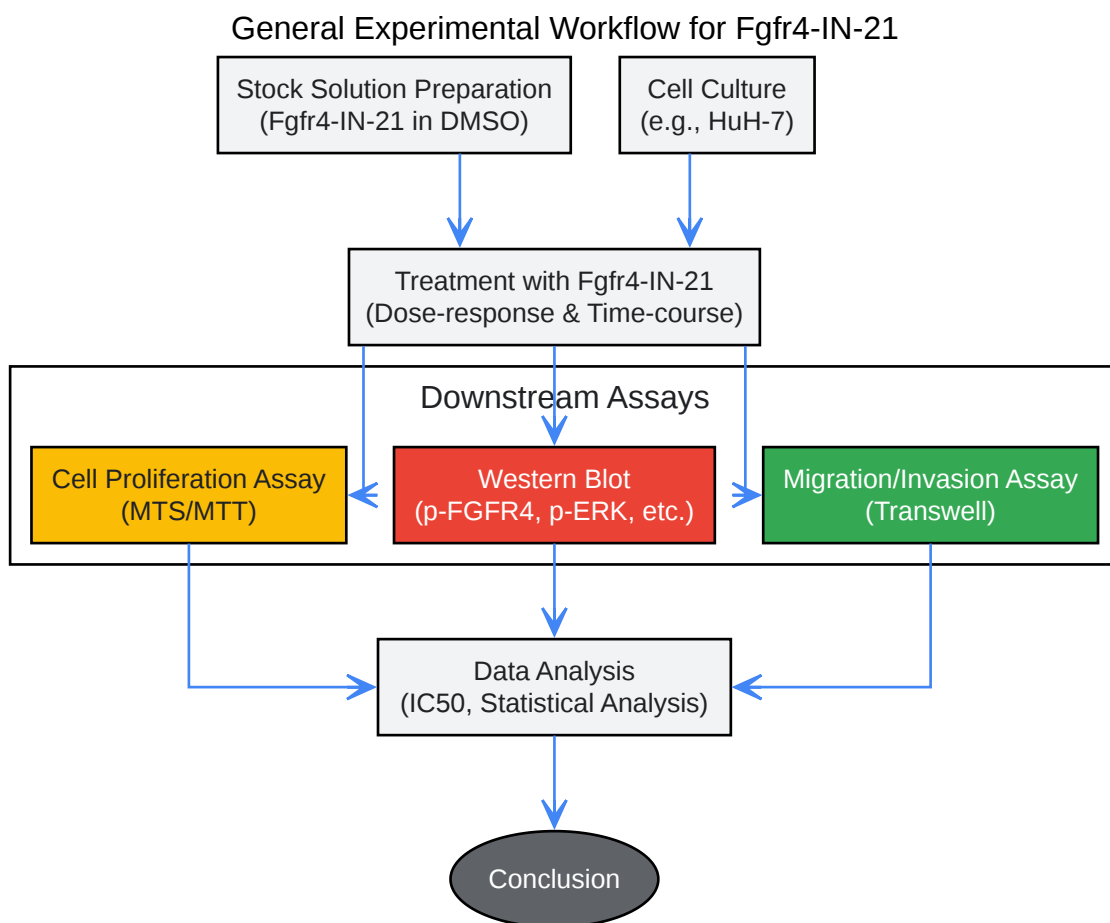 General Experimental Workflow for Fgfr4-IN-21
Stock Solution Preparation
(Fgfr4-IN-21 in DMSO)
Cell Culture
(e.g., HuH-7)
Treatment with Fgfr4-IN-21
(Dose-response & Time-course)
Downstream Assays
Cell Proliferation Assay
(MTS/MTT)
Western Blot
(p-FGFR4, p-ERK, etc.)
Migration/Invasion Assay
(Transwell)
Data Analysis
(IC50, Statistical Analysis)
Conclusion